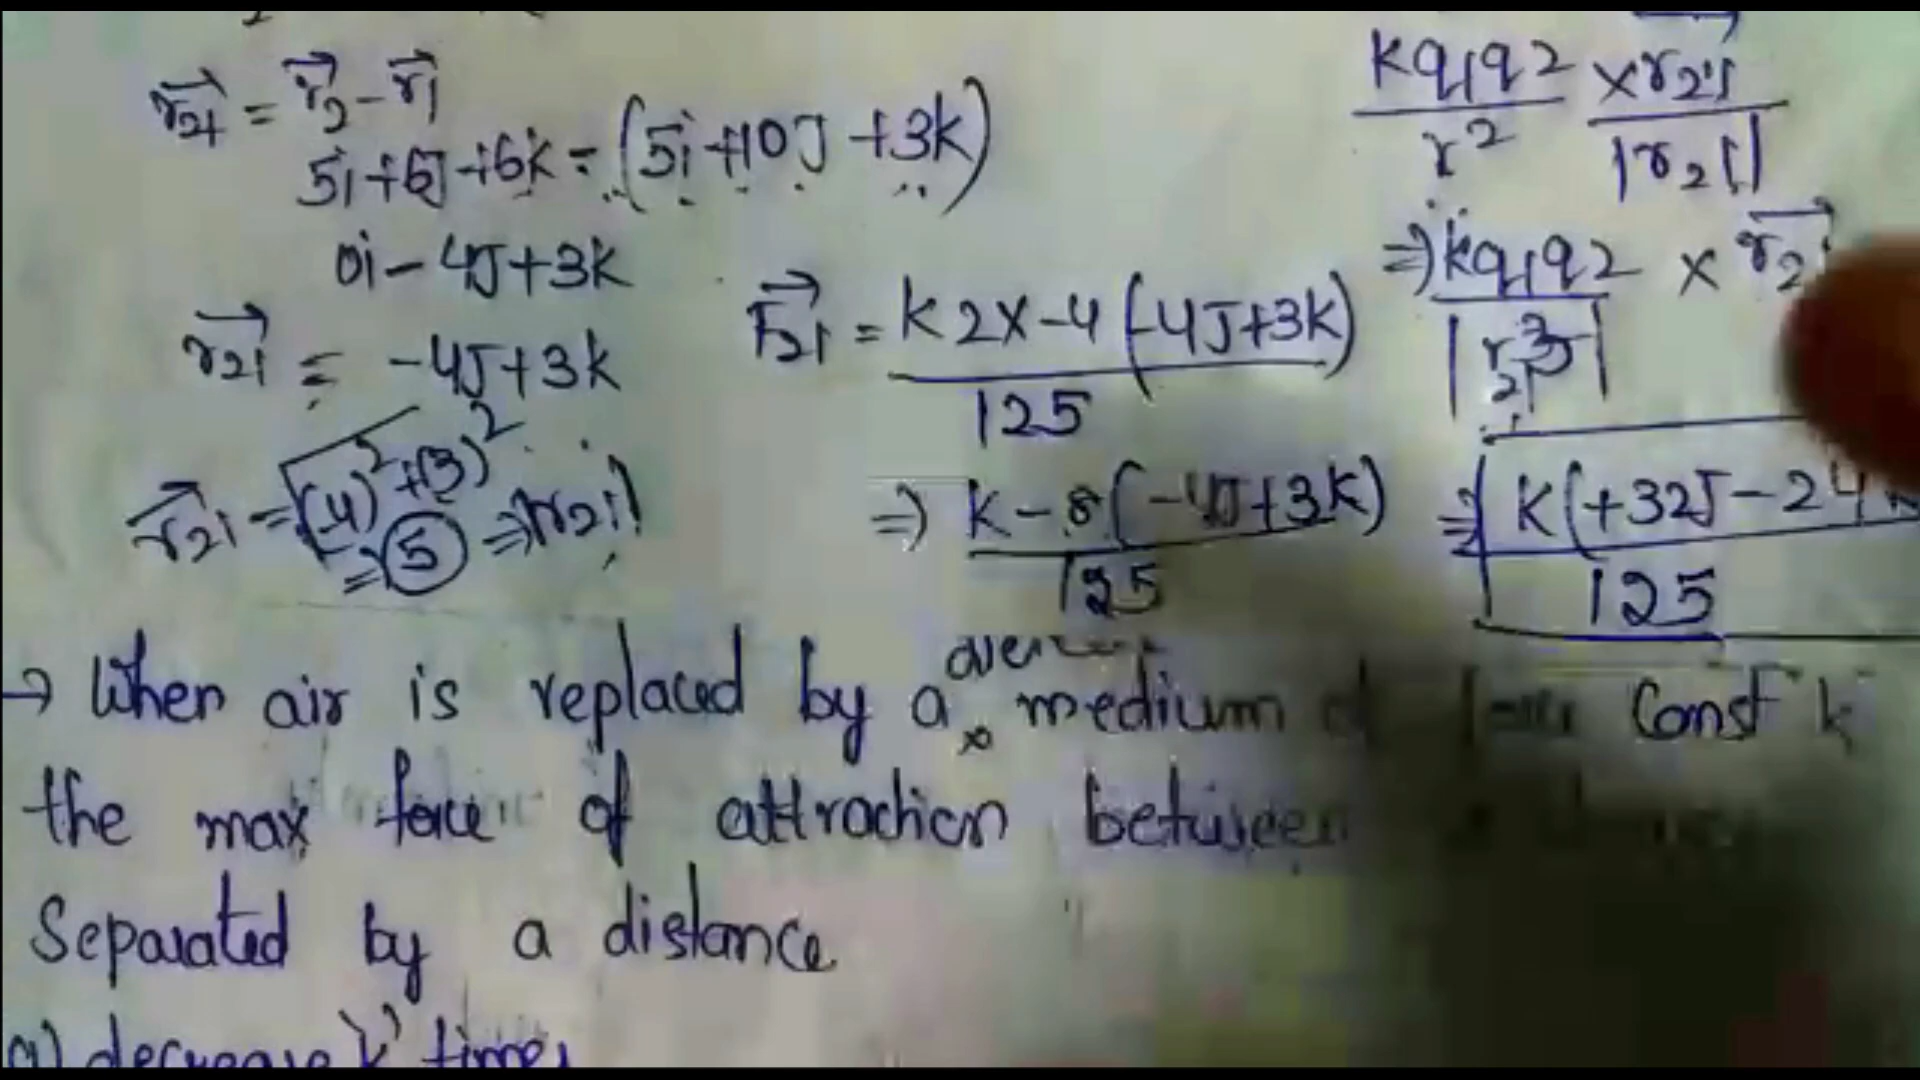 r21 = r2 - r1
5i+6J+6k - (5i+10J+3k)
0i-4J+3k
r21 = -4J+3k
r21 = √(4)²+(3)²
= 5 ⇒ |r21|
kq1q2/r² × r21/|r21|
⇒ kq1q2/|r21³| × r21
F21 = k2x-4(-4J+3k)/125
⇒ k-8(-4J+3k)/125
⇒ k(+32J-24 /125
→ When air is replaced by a medium Const k
the max force of attraction between
Separated by a distance
a) decrease 'k' times